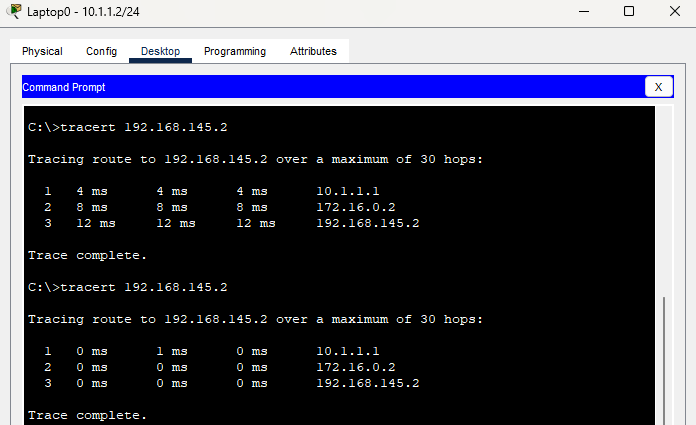 Laptop0 - 10.1.1.2/24
Physical Config Desktop Programming Attributes
Command Prompt X
C:\>tracert 192.168.145.2
Tracing route to 192.168.145.2 over a maximum of 30 hops:
1 4 ms 4 ms 4 ms 10.1.1.1
2 8 ms 8 ms 8 ms 172.16.0.2
3 12 ms 12 ms 12 ms 192.168.145.2
Trace complete.
C:\>tracert 192.168.145.2
Tracing route to 192.168.145.2 over a maximum of 30 hops:
1 0 ms 1 ms 0 ms 10.1.1.1
2 0 ms 0 ms 0 ms 172.16.0.2
3 0 ms 0 ms 0 ms 192.168.145.2
Trace complete.